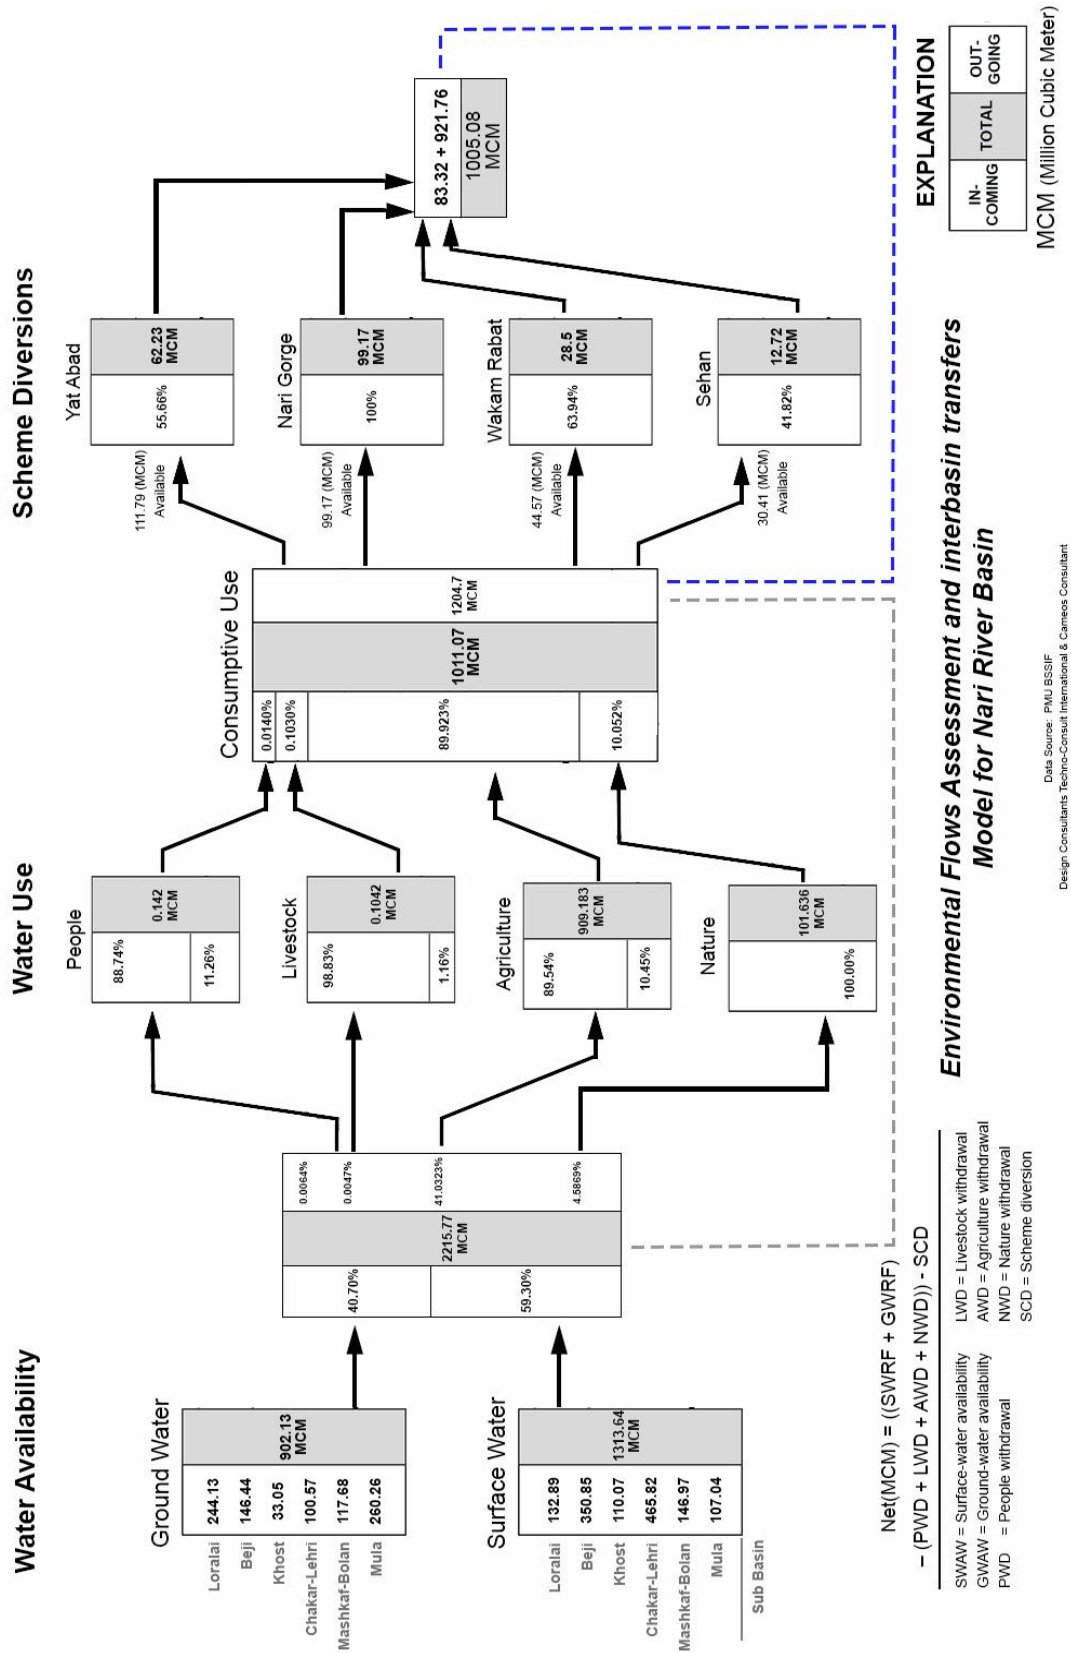 Water Availability
Water Use
Scheme Diversions
Ground Water
Loralai 244.13
Beji 146.44
Khost 33.05
Chakar-Lehri 100.57
Mashkaf-Bolan 117.68
Mula 260.26
902.13
MCM
Surface Water
Loralai 132.89
Beji 350.85
Khost 110.07
Chakar-Lehri 465.82
Mashkaf-Bolan 146.97
Mula 107.04
Sub Basin
1313.64
MCM
40.70%
59.30%
2215.77
MCM
0.0064%
0.0047%
41.0323%
4.5869%
People
88.74%
11.26%
0.142
MCM
Livestock
98.83%
1.16%
0.1042
MCM
Agriculture
89.54%
10.45%
909.183
MCM
Nature
100.00%
101.636
MCM
Consumptive Use
0.0140%
0.1030%
89.923%
10.052%
1011.07
MCM
1204.7
MCM
Yat Abad
111.79 (MCM)
Available
55.66%
62.23
MCM
Nari Gorge
99.17 (MCM)
Available
100%
99.17
MCM
Wakam Rabat
44.57 (MCM)
Available
63.94%
28.5
MCM
Sehan
30.41 (MCM)
Available
41.82%
12.72
MCM
83.32 + 921.76
1005.08
MCM
Net(MCM) = ((SWRF + GWRF)
– (PWD + LWD + AWD + NWD)) - SCD
SWAW = Surface-water availability
GWAW = Ground-water availability
PWD = People withdrawal
LWD = Livestock withdrawal
AWD = Agriculture withdrawal
NWD = Nature withdrawal
SCD = Scheme diversion
Environmental Flows Assessment and interbasin transfers
Model for Nari River Basin
Data Source: PMU BSSIF
Design Consultants Techno-Consult International & Cameos Consultant
EXPLANATION
IN-
COMING
TOTAL
OUT-
GOING
MCM (Million Cubic Meter)